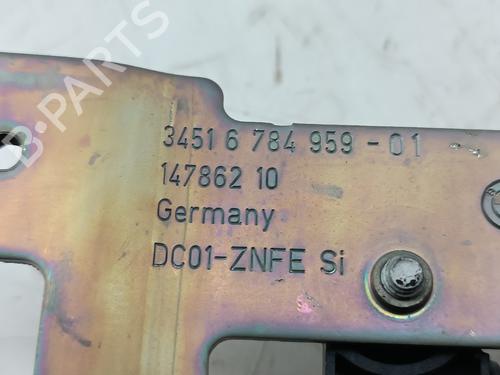 B-PARTS
3451 6 784 959 - 01
147862 10
Germany
DC01-ZNFE Si